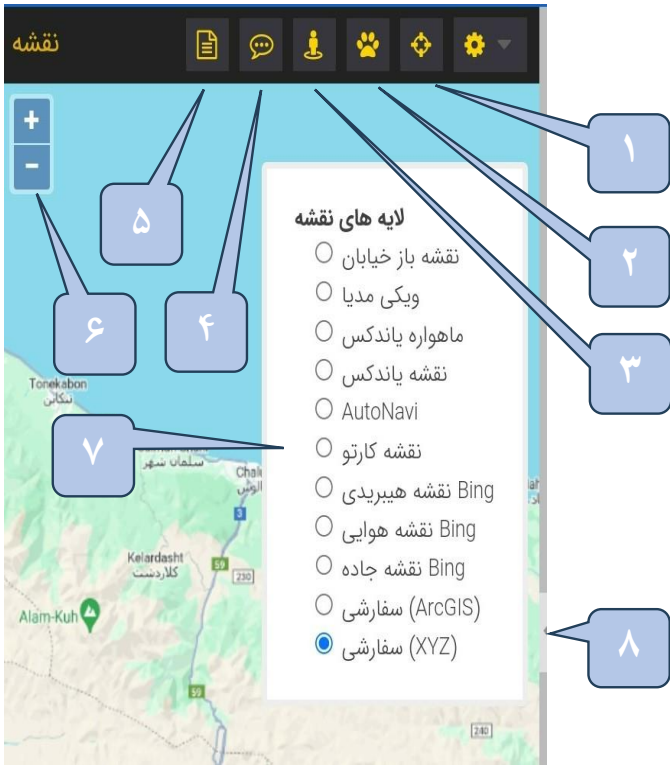 نقشه
+
−
۱
۲
۳
۴
۵
۶
۷
۸
لایه های نقشه
نقشه باز خیابان
ویکی مدیا
ماهواره یاندکس
نقشه یاندکس
AutoNavi
نقشه کارتو
Bing نقشه هیبریدی
Bing نقشه هوایی
Bing نقشه جاده
(ArcGIS) سفارشی
(XYZ) سفارشی
Tonekabon
تنکابن
سلمان شهر
3
Kelardasht
کلاردشت
59
230
Alam-Kuh
59
240